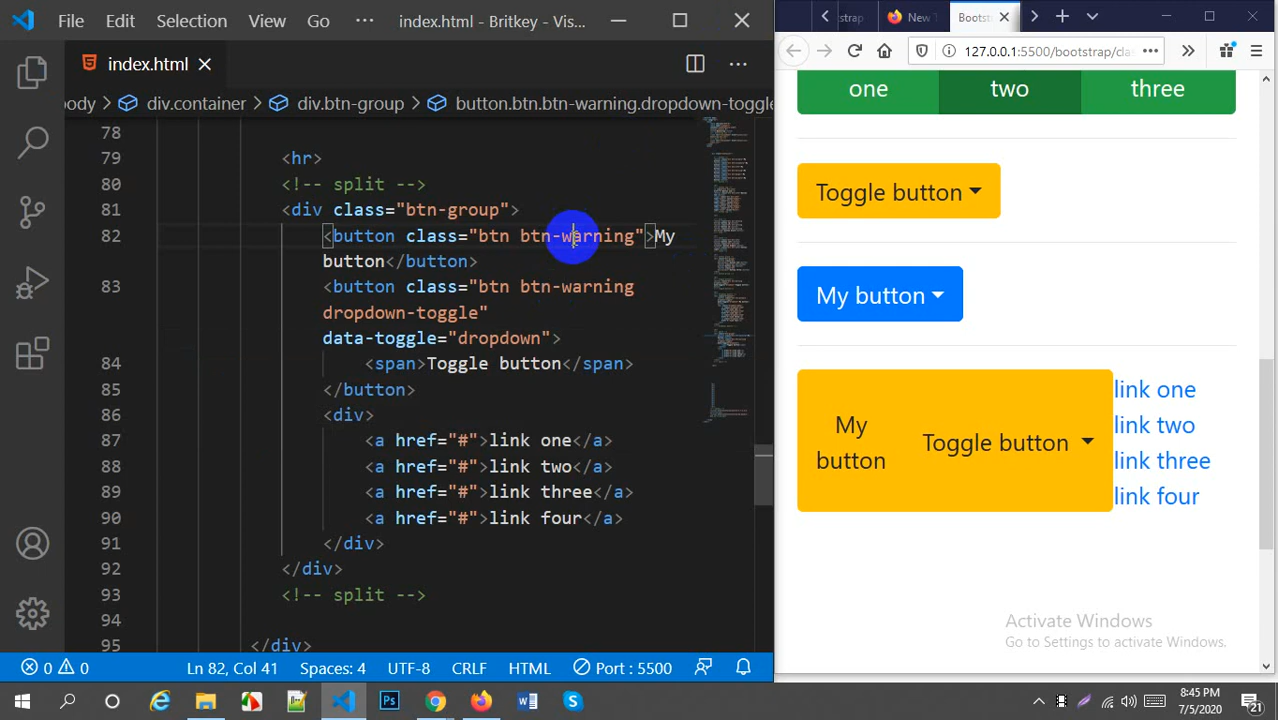 File Edit Selection View Go ··· index.html - Britkey - Vis...
index.html
body > div.container > div.btn-group > button.btn.btn-warning.dropdown-toggle
78
79 <hr>
80 <!-- split -->
81 <div class="btn-group">
82 <button class="btn btn-warning">My
button</button>
83 <button class="btn btn-warning
dropdown-toggle"
data-toggle="dropdown">
84 <span>Toggle button</span>
85 </button>
86 <div>
87 <a href="#">link one</a>
88 <a href="#">link two</a>
89 <a href="#">link three</a>
90 <a href="#">link four</a>
91 </div>
92 </div>
93 <!-- split -->
94
95 </div>
0 0 Ln 82, Col 41 Spaces: 4 UTF-8 CRLF HTML Port : 5500
strap New T Bootst
127.0.0.1:5500/bootstrap/clas
one two three
Toggle button
My button
My
button
Toggle button
link one
link two
link three
link four
Activate Windows
Go to Settings to activate Windows.
8:45 PM
7/5/2020
21